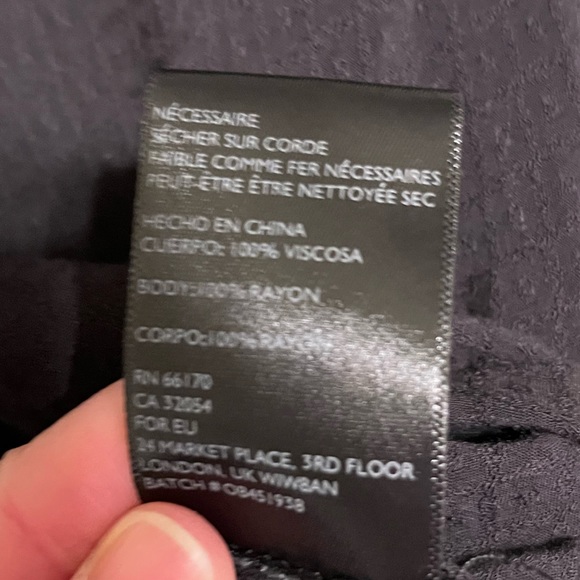 NÉCESSAIRE
SÉCHER SUR CORDE
FAIBLE COMME FER NÉCESSAIRES
PEUT-ÊTRE ÊTRE NETTOYÉE SEC
HECHO EN CHINA
CUERPO: 100% VISCOSA
BODY:100% RAYON
CORPO:100% RAYON
RN 66170
CA 32054
FOR EU
24 MARKET PLACE, 3RD FLOOR
LONDON, UK W1W8AN
BATCH # OB451938